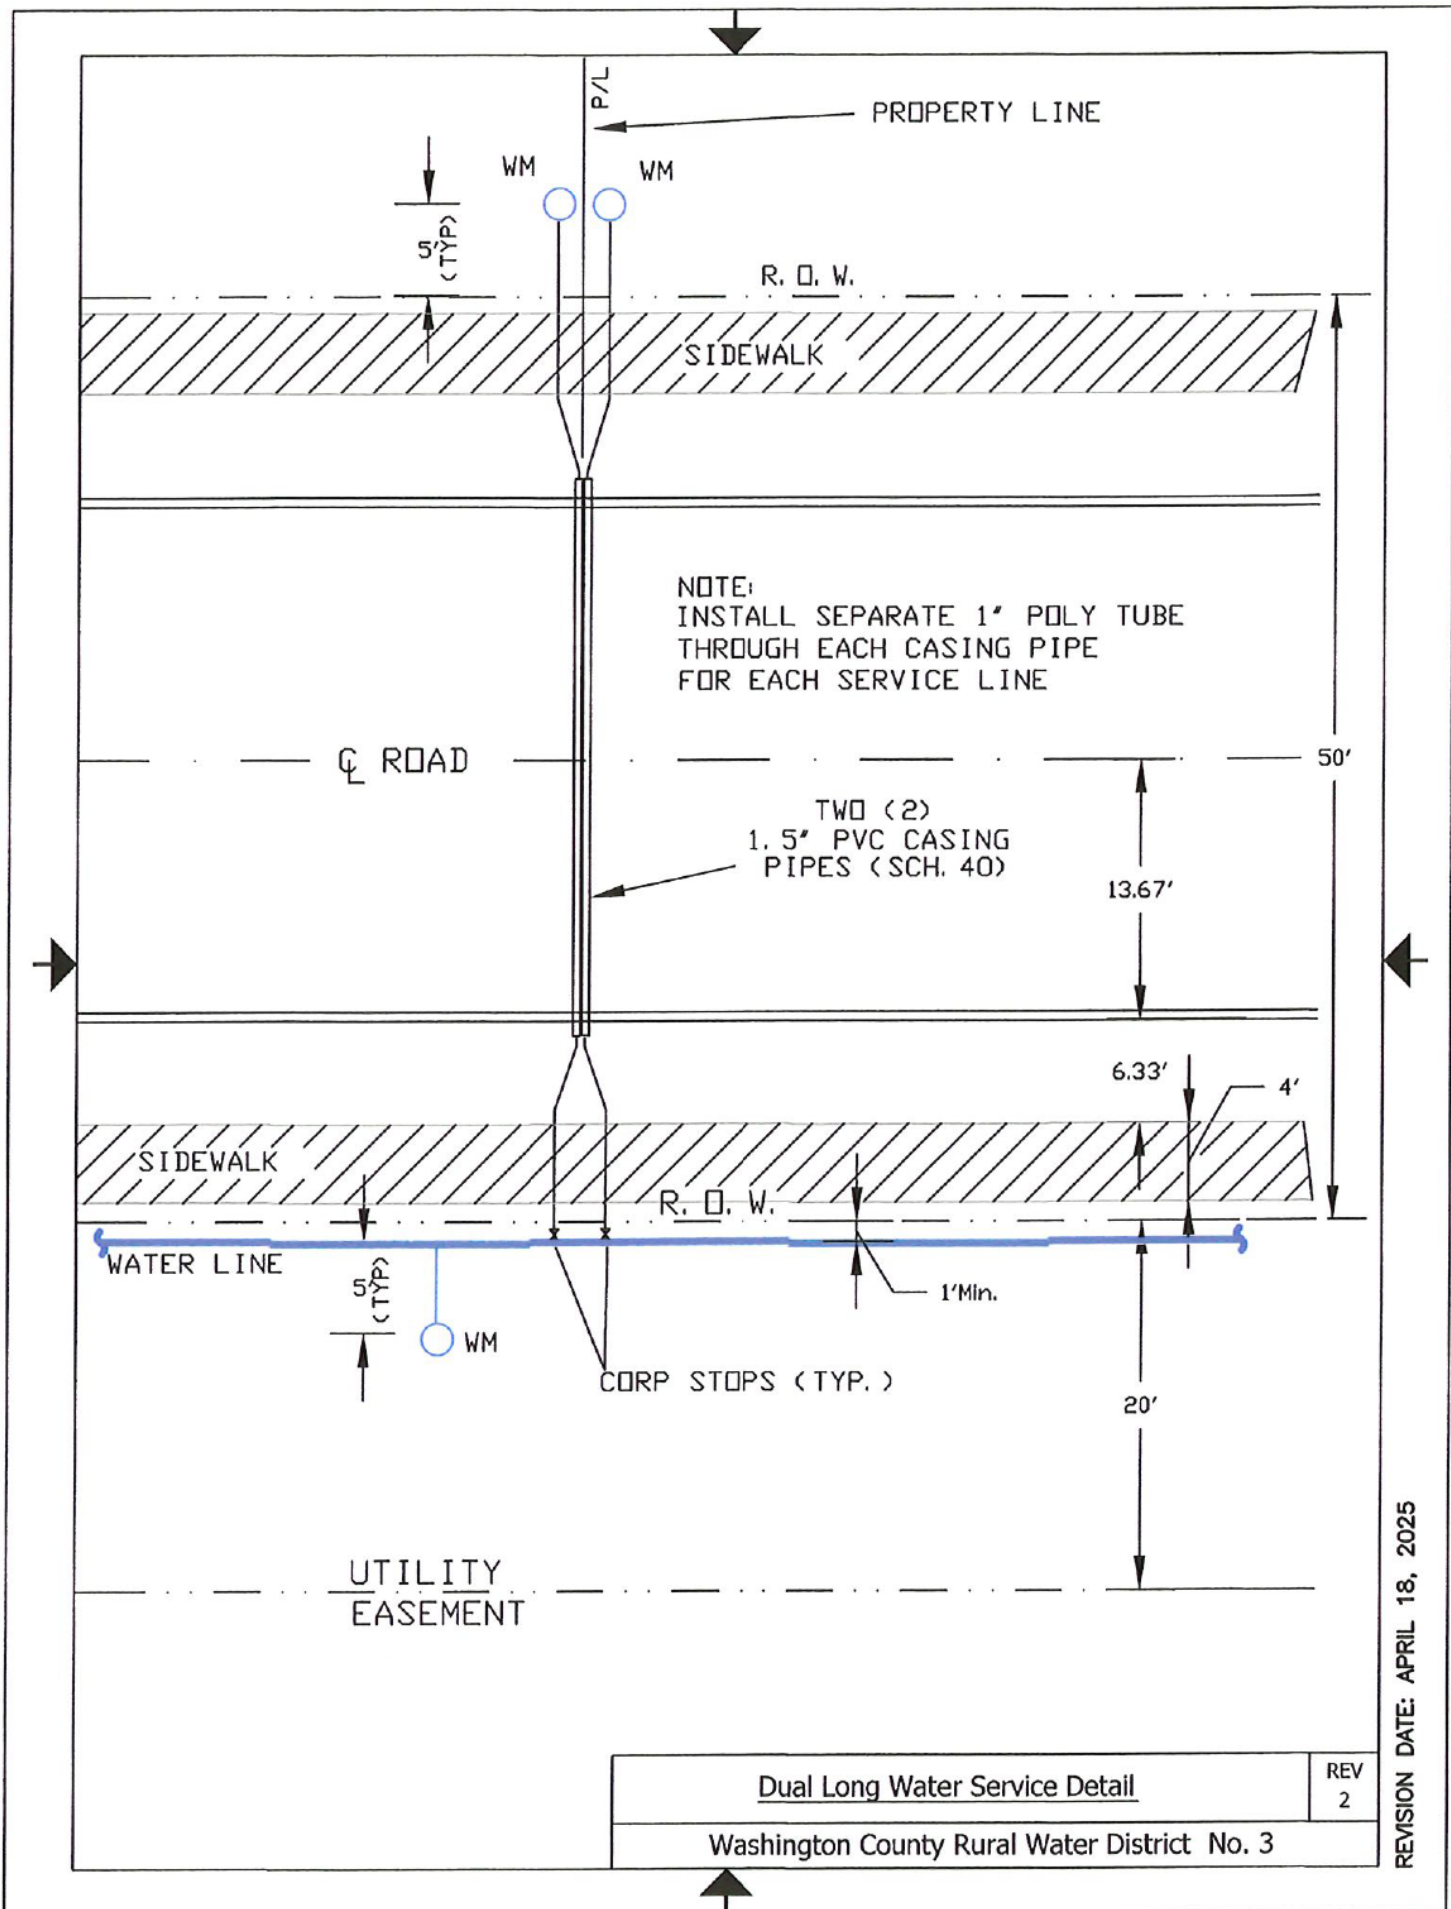 P/L
PROPERTY LINE
WM
WM
5'
(TYP)
R. O. W.
SIDEWALK
NOTE:
INSTALL SEPARATE 1" POLY TUBE
THROUGH EACH CASING PIPE
FOR EACH SERVICE LINE
℄ ROAD
50'
TWO (2)
1.5" PVC CASING
PIPES (SCH. 40)
13.67'
6.33'
4'
SIDEWALK
R. O. W.
WATER LINE
5'
(TYP)
1'Min.
WM
CORP STOPS (TYP.)
20'
UTILITY
EASEMENT
Dual Long Water Service Detail
REV
2
Washington County Rural Water District No. 3
REVISION DATE: APRIL 18, 2025